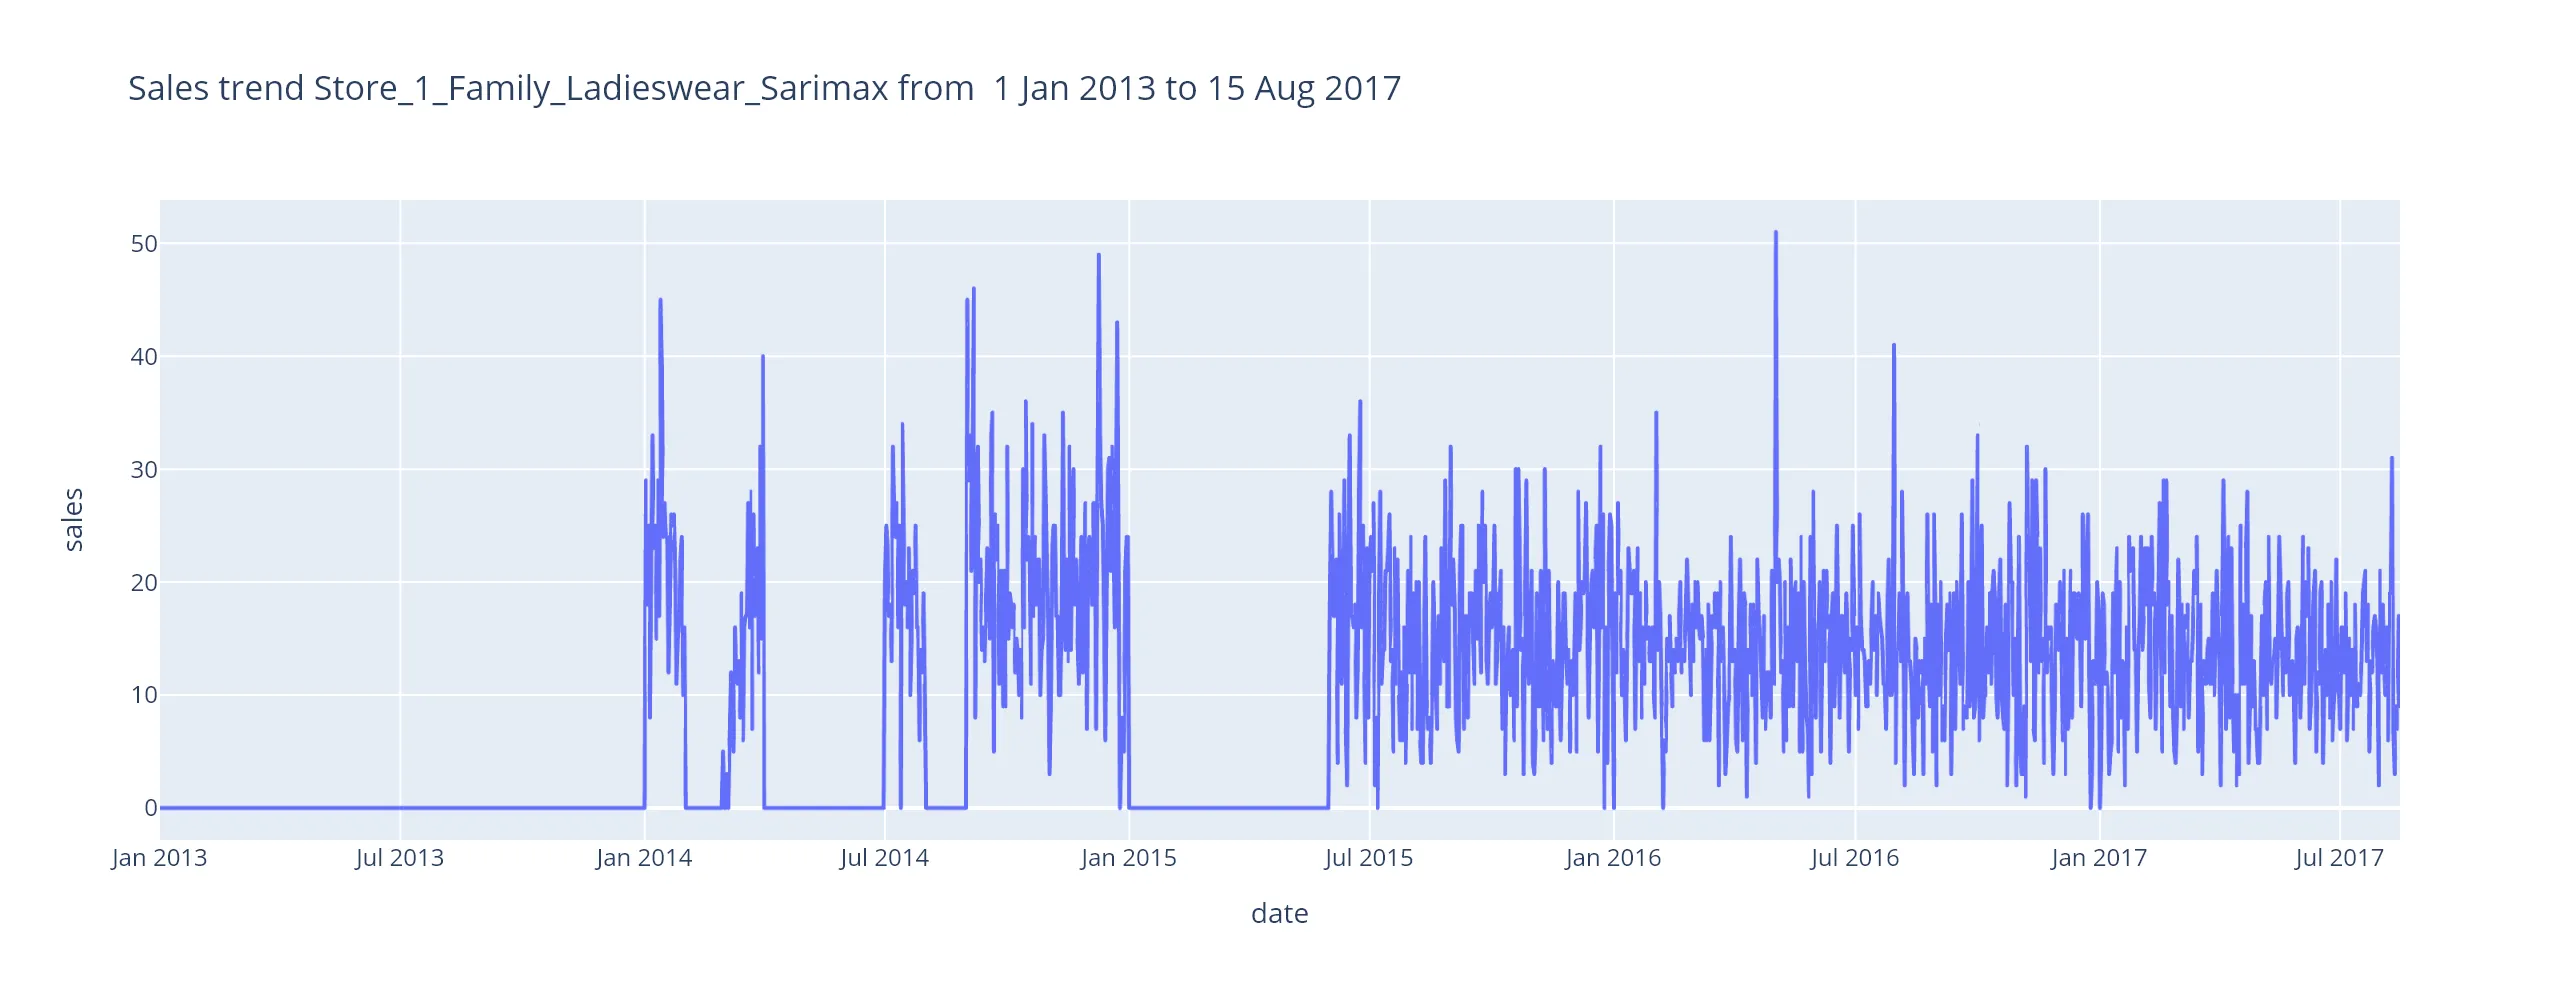 Sales trend Store_1_Family_Ladieswear_Sarimax from  1 Jan 2013 to 15 Aug 2017
50
40
30
20
10
0
sales
Jan 2013 Jul 2013 Jan 2014 Jul 2014 Jan 2015 Jul 2015 Jan 2016 Jul 2016 Jan 2017 Jul 2017
date